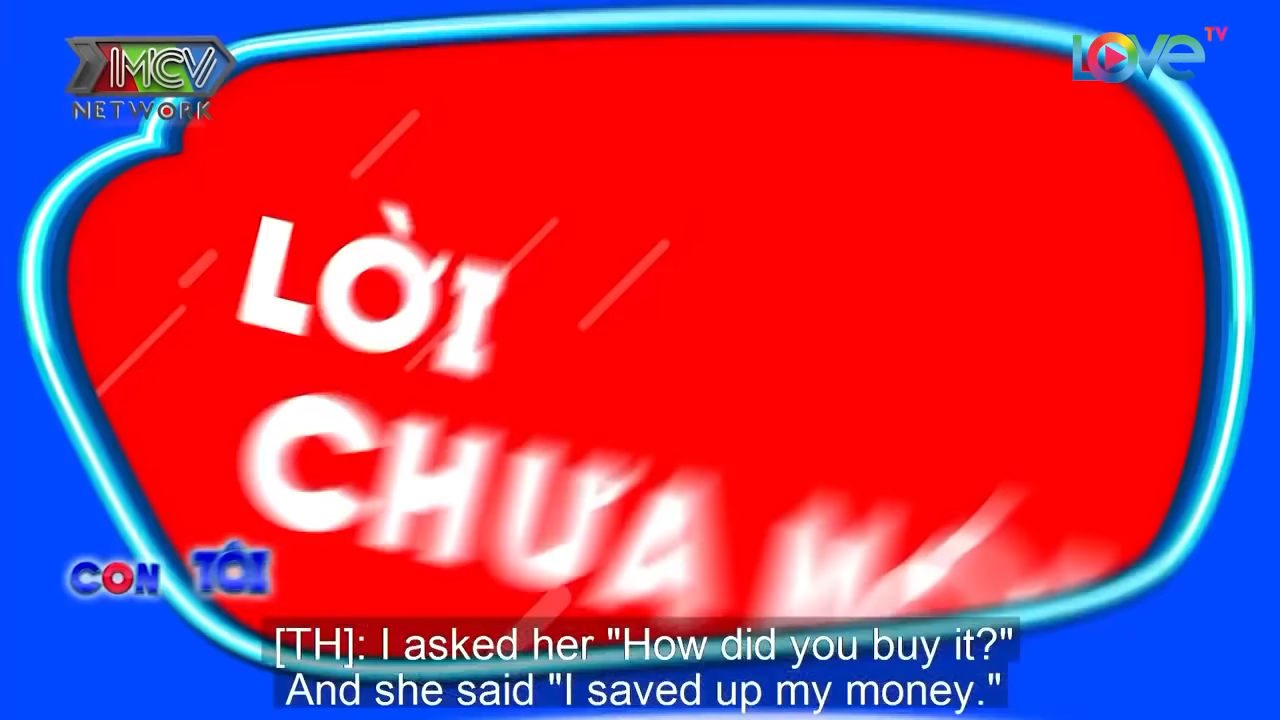 MCV
NETWORK
LOVE TV
LỜI
CHƯA
CON TÔI
[TH]: I asked her "How did you buy it?"
And she said "I saved up my money."